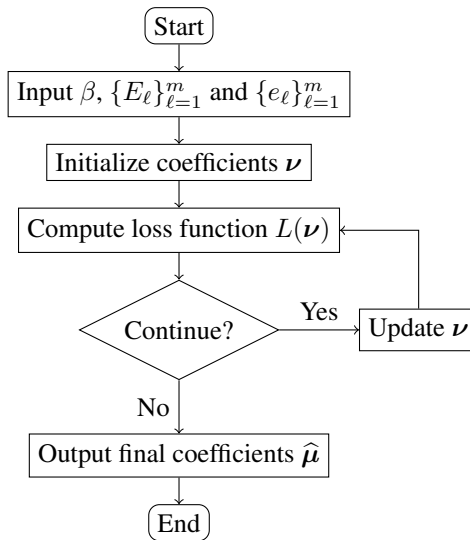 Start
Input β, {E_ℓ}_{ℓ=1}^m and {e_ℓ}_{ℓ=1}^m
Initialize coefficients ν
Compute loss function L(ν)
Continue?
Yes
Update ν
No
Output final coefficients μ̂
End